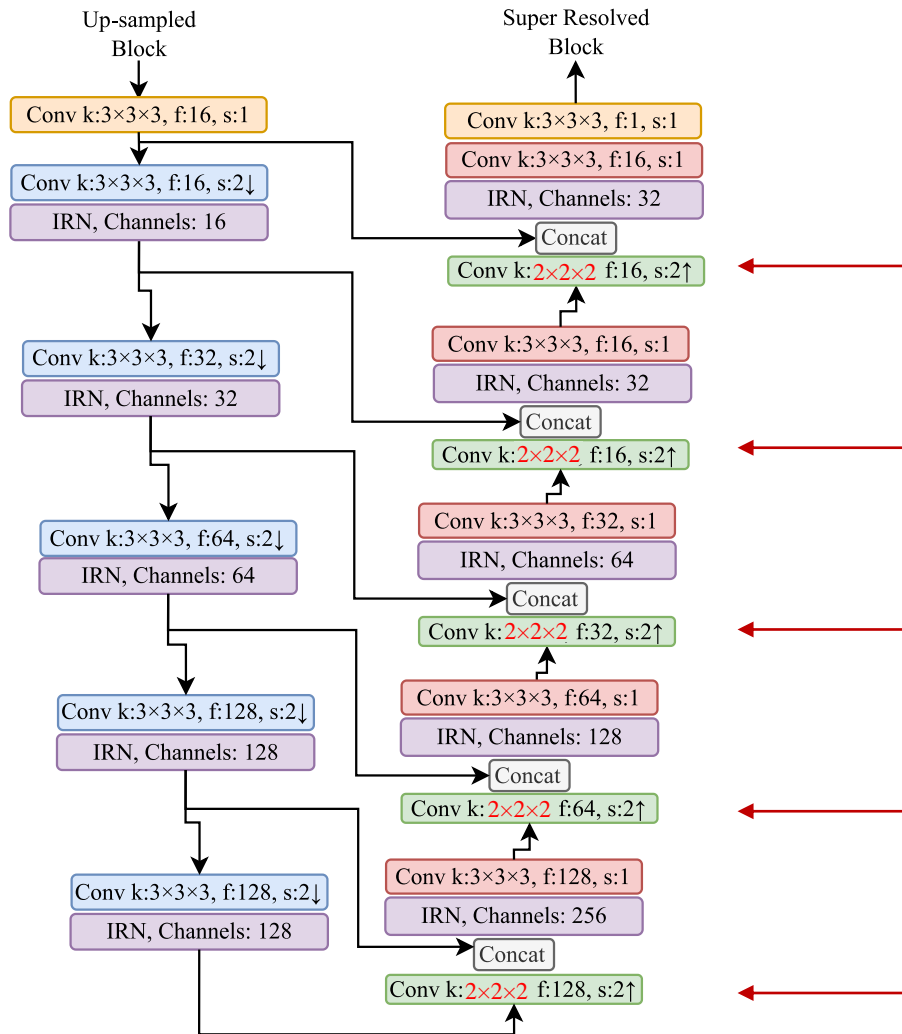 Up-sampled
Block
Conv k:3×3×3, f:16, s:1
Conv k:3×3×3, f:16, s:2↓
IRN, Channels: 16
Conv k:3×3×3, f:32, s:2↓
IRN, Channels: 32
Conv k:3×3×3, f:64, s:2↓
IRN, Channels: 64
Conv k:3×3×3, f:128, s:2↓
IRN, Channels: 128
Conv k:3×3×3, f:128, s:2↓
IRN, Channels: 128
Super Resolved
Block
Conv k:3×3×3, f:1, s:1
Conv k:3×3×3, f:16, s:1
IRN, Channels: 32
Concat
Conv k:2×2×2 f:16, s:2↑
Conv k:3×3×3, f:16, s:1
IRN, Channels: 32
Concat
Conv k:2×2×2, f:16, s:2↑
Conv k:3×3×3, f:32, s:1
IRN, Channels: 64
Concat
Conv k:2×2×2, f:32, s:2↑
Conv k:3×3×3, f:64, s:1
IRN, Channels: 128
Concat
Conv k:2×2×2 f:64, s:2↑
Conv k:3×3×3, f:128, s:1
IRN, Channels: 256
Concat
Conv k:2×2×2 f:128, s:2↑